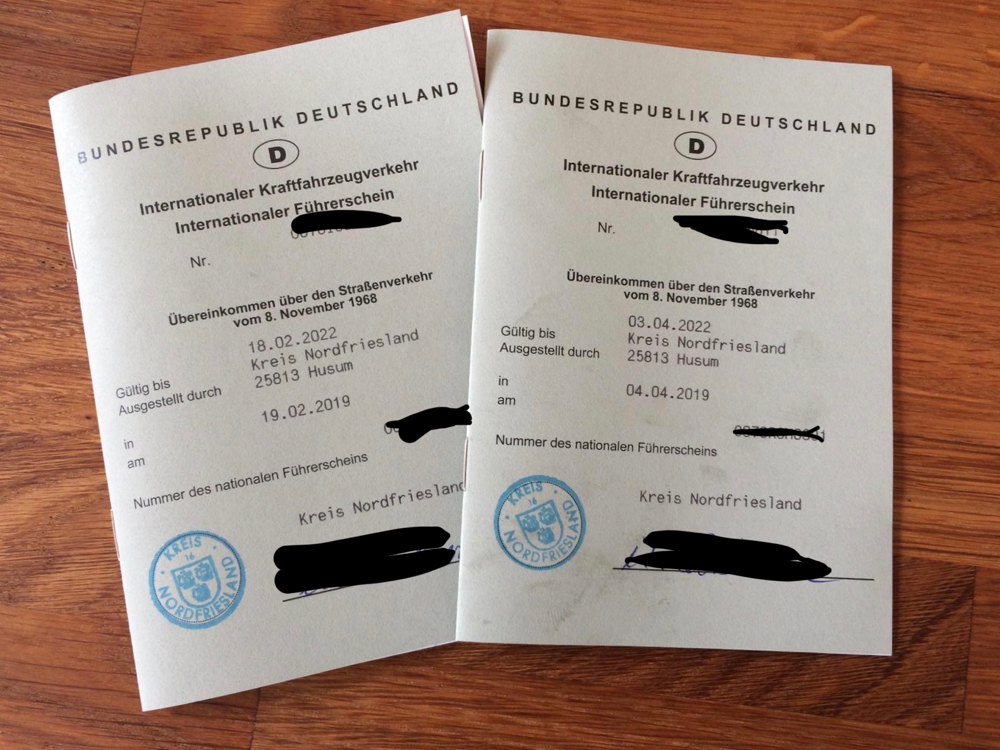 BUNDESREPUBLIK DEUTSCHLAND
D
Internationaler Kraftfahrzeugverkehr
Internationaler Führerschein
Nr.
Übereinkommen über den Straßenverkehr
vom 8. November 1968
Gültig bis 18.02.2022
Ausgestellt durch Kreis Nordfriesland
25813 Husum
in
am 19.02.2019
Nummer des nationalen Führerscheins
Kreis Nordfriesland
KREIS
16
NORDFRIESLAND
BUNDESREPUBLIK DEUTSCHLAND
D
Internationaler Kraftfahrzeugverkehr
Internationaler Führerschein
Nr.
Übereinkommen über den Straßenverkehr
vom 8. November 1968
Gültig bis 03.04.2022
Ausgestellt durch Kreis Nordfriesland
25813 Husum
in
am 04.04.2019
Nummer des nationalen Führerscheins
Kreis Nordfriesland
KREIS
16
NORDFRIESLAND